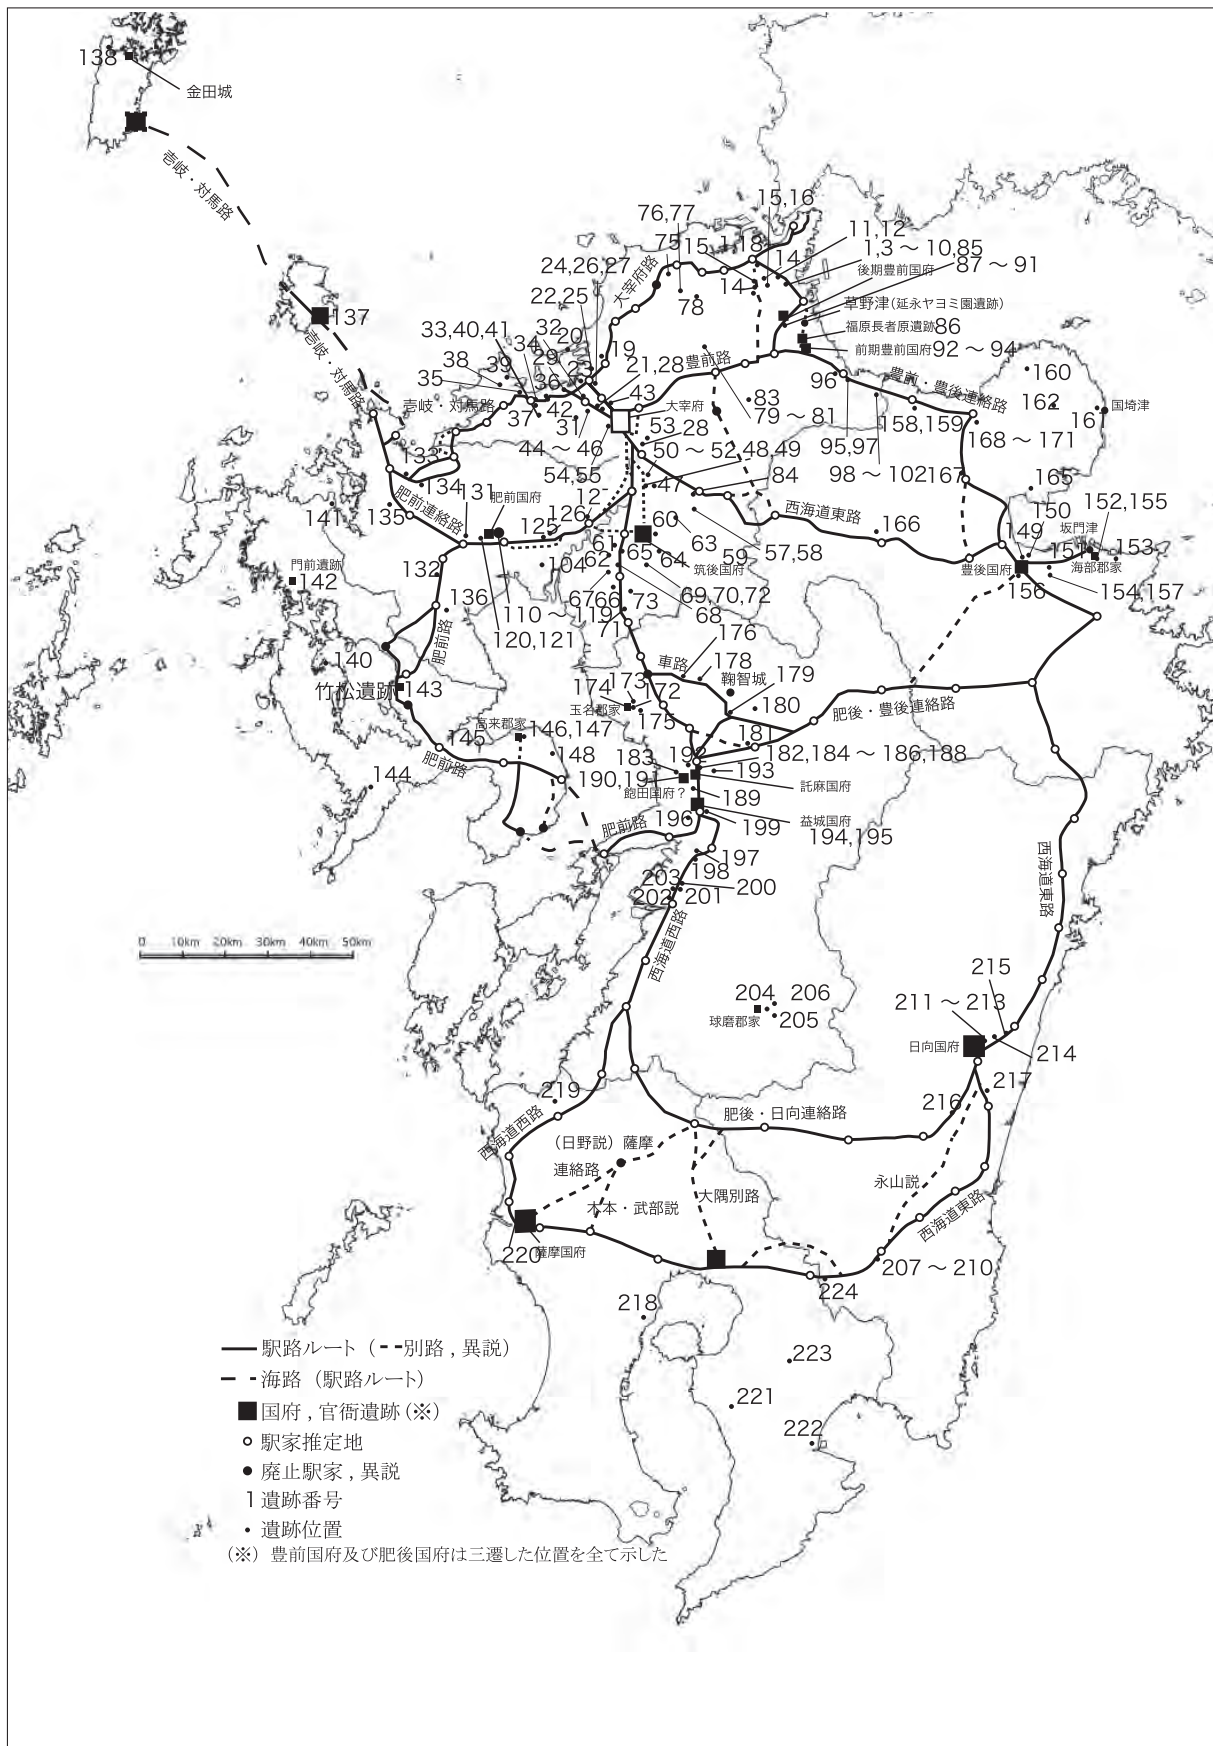 138
金田城
壱岐・対馬路
137
壱岐・対馬路
76,77
75
15
1,18
15,16
11,12
1,3 ～ 10,85
後期豊前国府
87 ～ 91
草野津(延永ヤヨミ園遺跡)
福原長者原遺跡 86
前期豊前国府 92 ～ 94
14
14
大宰府路
24,26,27
22,25
78
33,40,41
32
20
34
29
23
19
21,28
豊前路
38
39
36
43
35
壱岐・対馬路
37
42
31
大宰府
83
79 ～ 81
96
豊前・豊後連絡路
160
162
161
国埼津
158,159
168 ～ 171
95,97
98 ～ 102
167
44 ～ 46
53,28
50 ～ 52,48,49
84
54,55
47
133
134
131
肥前国府
12
126
125
165
141
135
肥前連絡路
西海道東路
166
150
149
152,155
坂門津
151
153
海部郡家
豊後国府
156
154,157
60
61
62
65
64
63
59
57,58
筑後国府
104
門前遺跡
142
132
136
110 ～ 119
120,121
67
66
73
71
69,70,72
68
176
178
179
180
車路
鞠智城
140
肥前路
竹松遺跡
143
173
174
172
玉名郡家
175
肥後・豊後連絡路
181
182,184 ～ 186,188
高来郡家
146,147
145
148
肥前路
144
183
192
190,19
193
託麻国府
飽田国府？
189
益城国府
194,195
196
199
肥前路
197
198
203
200
202
201
西海道西路
西海道東路
0 10km 20km 30km 40km 50km
204
206
205
球磨郡家
215
211 ～ 213
日向国府
214
217
216
219
西海道西路
肥後・日向連絡路
(日野説) 薩摩
連絡路
木本・武部説
大隅別路
永山説
西海道東路
220
薩摩国府
207 ～ 210
224
218
223
221
222
駅路ルート ( 別路 , 異説)
海路 (駅路ルート)
国府 , 官衙遺跡 (※)
駅家推定地
廃止駅家 , 異説
1 遺跡番号
遺跡位置
(※) 豊前国府及び肥後国府は三遷した位置を全て示した